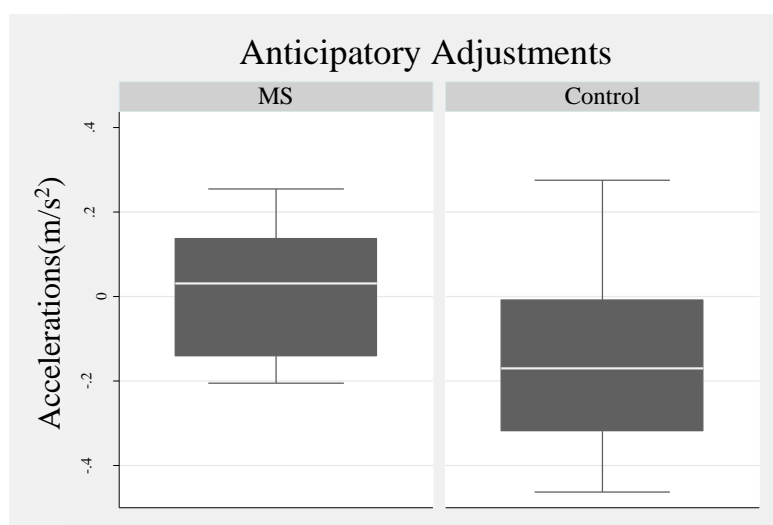 Anticipatory Adjustments
MS
Control
Accelerations(m/s²)
.4
.2
0
-.2
-.4